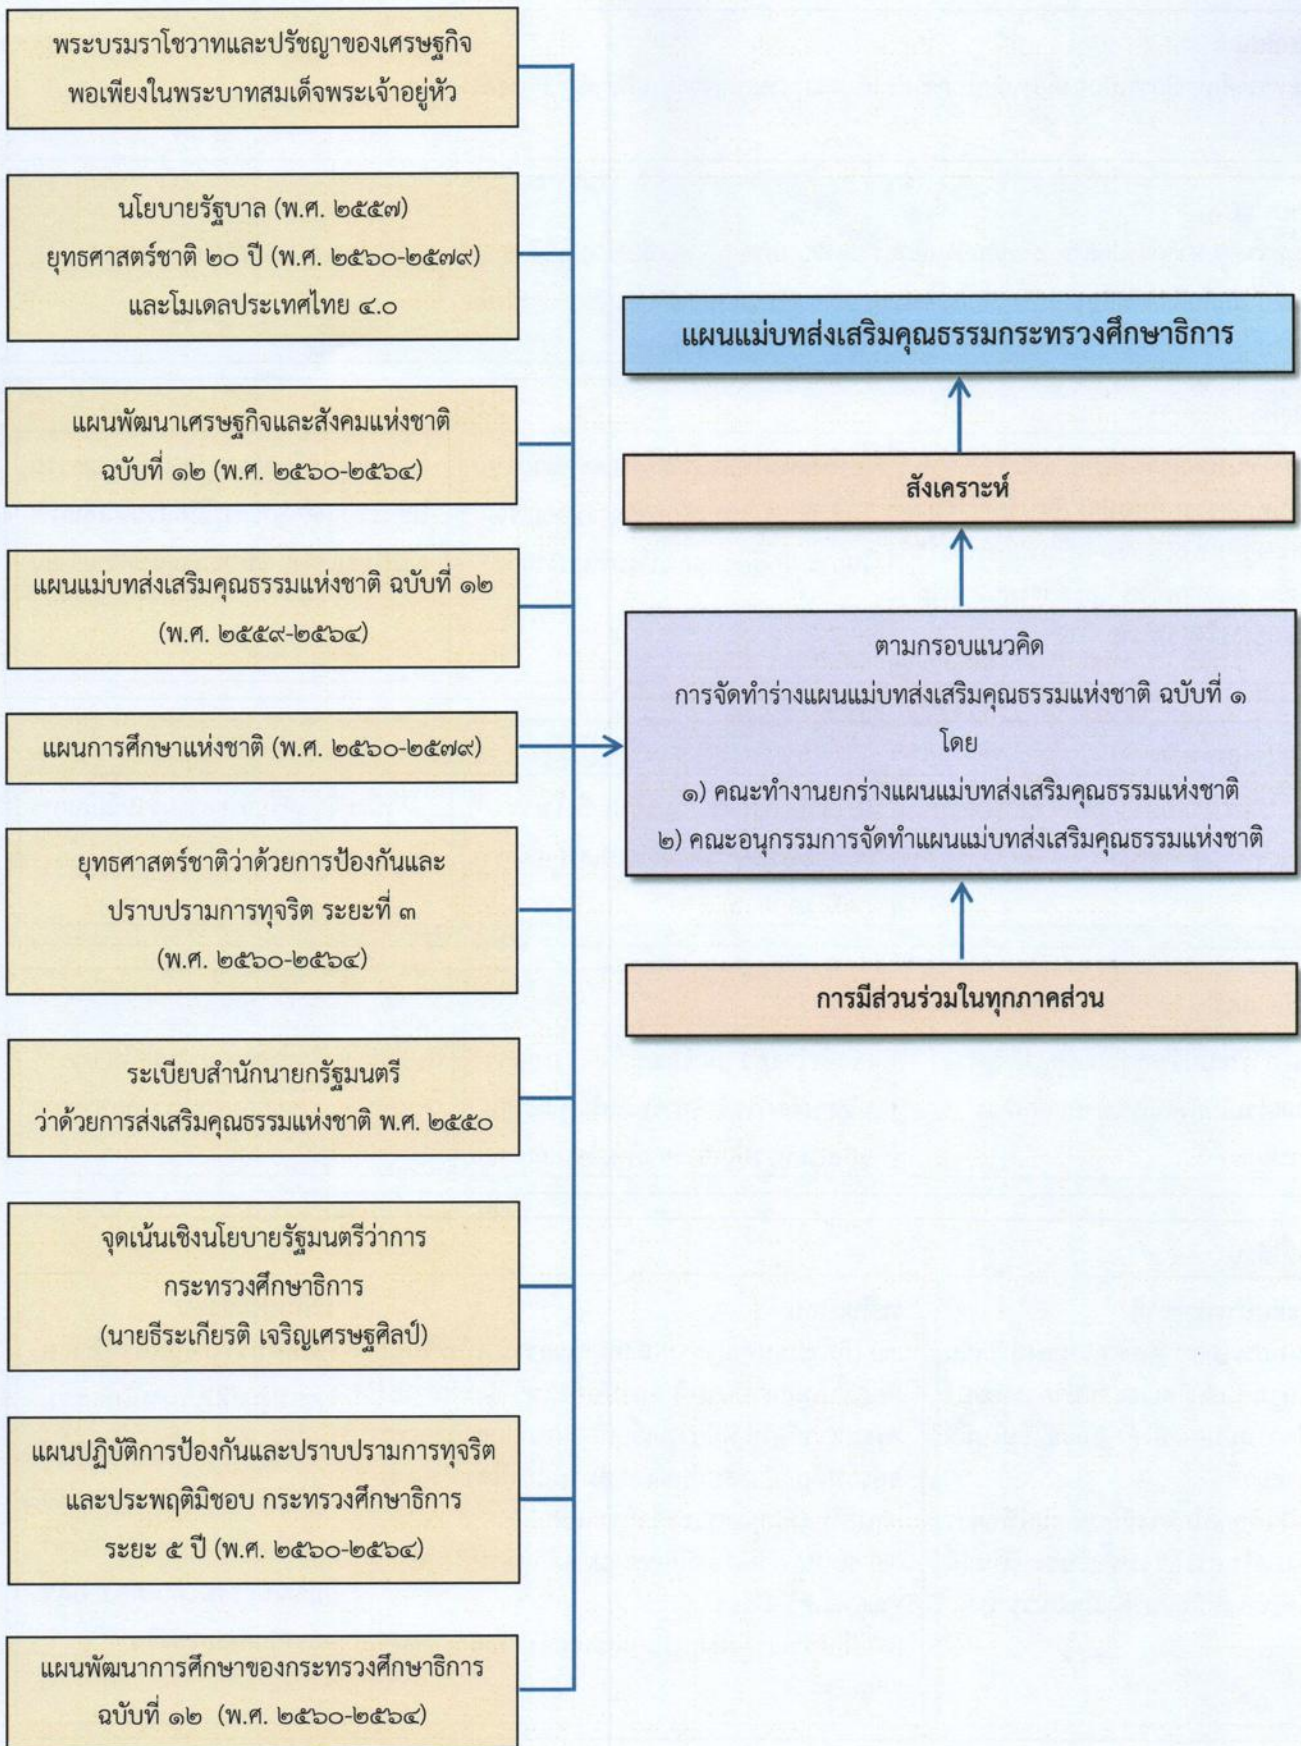 พระบรมราโชวาทและปรัชญาของเศรษฐกิจ
พอเพียงในพระบาทสมเด็จพระเจ้าอยู่หัว
นโยบายรัฐบาล (พ.ศ. ๒๕๕๗)
ยุทธศาสตร์ชาติ ๒๐ ปี (พ.ศ. ๒๕๖๐-๒๕๗๙)
และโมเดลประเทศไทย ๔.๐
แผนพัฒนาเศรษฐกิจและสังคมแห่งชาติ
ฉบับที่ ๑๒ (พ.ศ. ๒๕๖๐-๒๕๖๔)
แผนแม่บทส่งเสริมคุณธรรมแห่งชาติ ฉบับที่ ๑๒
(พ.ศ. ๒๕๕๙-๒๕๖๔)
แผนการศึกษาแห่งชาติ (พ.ศ. ๒๕๖๐-๒๕๗๙)
ยุทธศาสตร์ชาติว่าด้วยการป้องกันและ
ปราบปรามการทุจริต ระยะที่ ๓
(พ.ศ. ๒๕๖๐-๒๕๖๔)
ระเบียบสำนักนายกรัฐมนตรี
ว่าด้วยการส่งเสริมคุณธรรมแห่งชาติ พ.ศ. ๒๕๕๐
จุดเน้นเชิงนโยบายรัฐมนตรีว่าการ
กระทรวงศึกษาธิการ
(นายธีระเกียรติ เจริญเศรษฐศิลป์)
แผนปฏิบัติการป้องกันและปราบปรามการทุจริต
และประพฤติมิชอบ กระทรวงศึกษาธิการ
ระยะ ๕ ปี (พ.ศ. ๒๕๖๐-๒๕๖๔)
แผนพัฒนาการศึกษาของกระทรวงศึกษาธิการ
ฉบับที่ ๑๒ (พ.ศ. ๒๕๖๐-๒๕๖๔)
แผนแม่บทส่งเสริมคุณธรรมกระทรวงศึกษาธิการ
สังเคราะห์
ตามกรอบแนวคิด
การจัดทำร่างแผนแม่บทส่งเสริมคุณธรรมแห่งชาติ ฉบับที่ ๑
โดย
๑) คณะทำงานยกร่างแผนแม่บทส่งเสริมคุณธรรมแห่งชาติ
๒) คณะอนุกรรมการจัดทำแผนแม่บทส่งเสริมคุณธรรมแห่งชาติ
การมีส่วนร่วมในทุกภาคส่วน